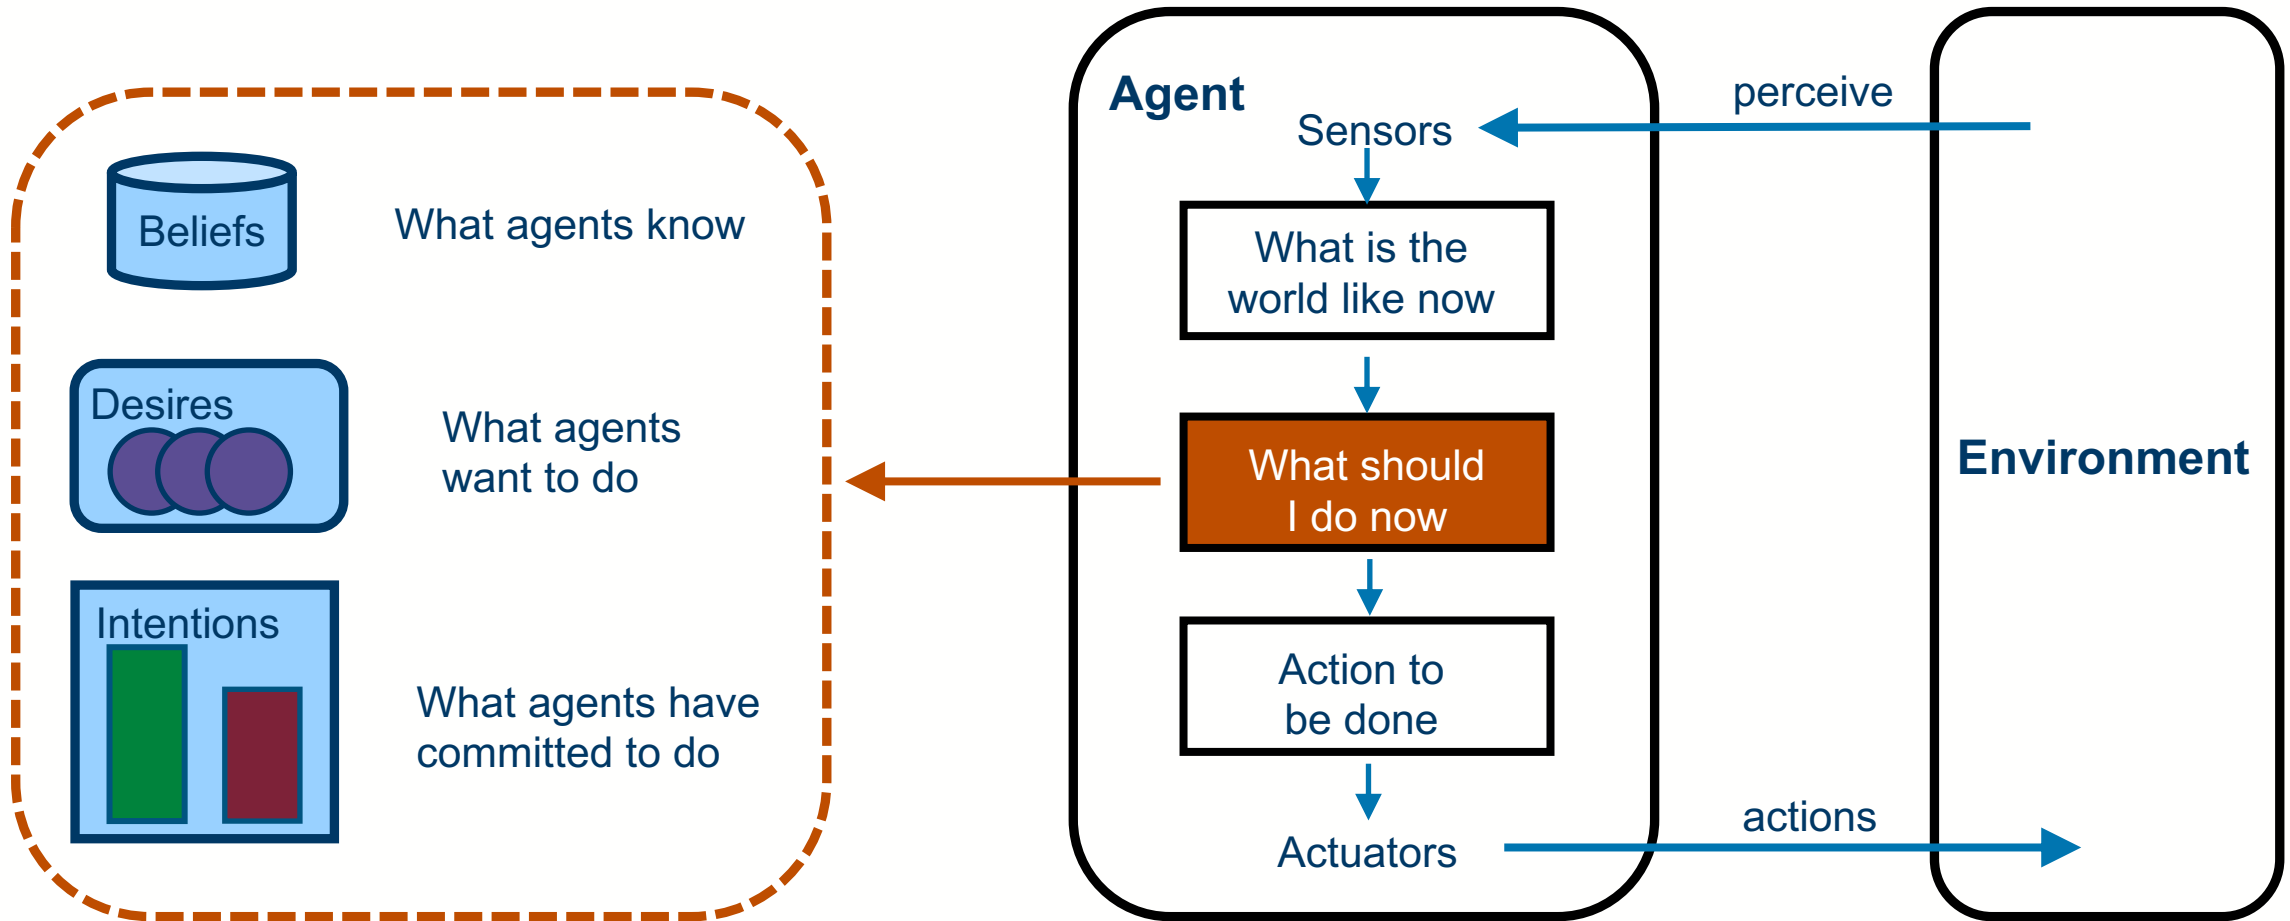 Beliefs
What agents know
Desires
What agents
want to do
Intentions
What agents have
committed to do
Agent
Sensors
What is the
world like now
What should
I do now
Action to
be done
Actuators
perceive
actions
Environment